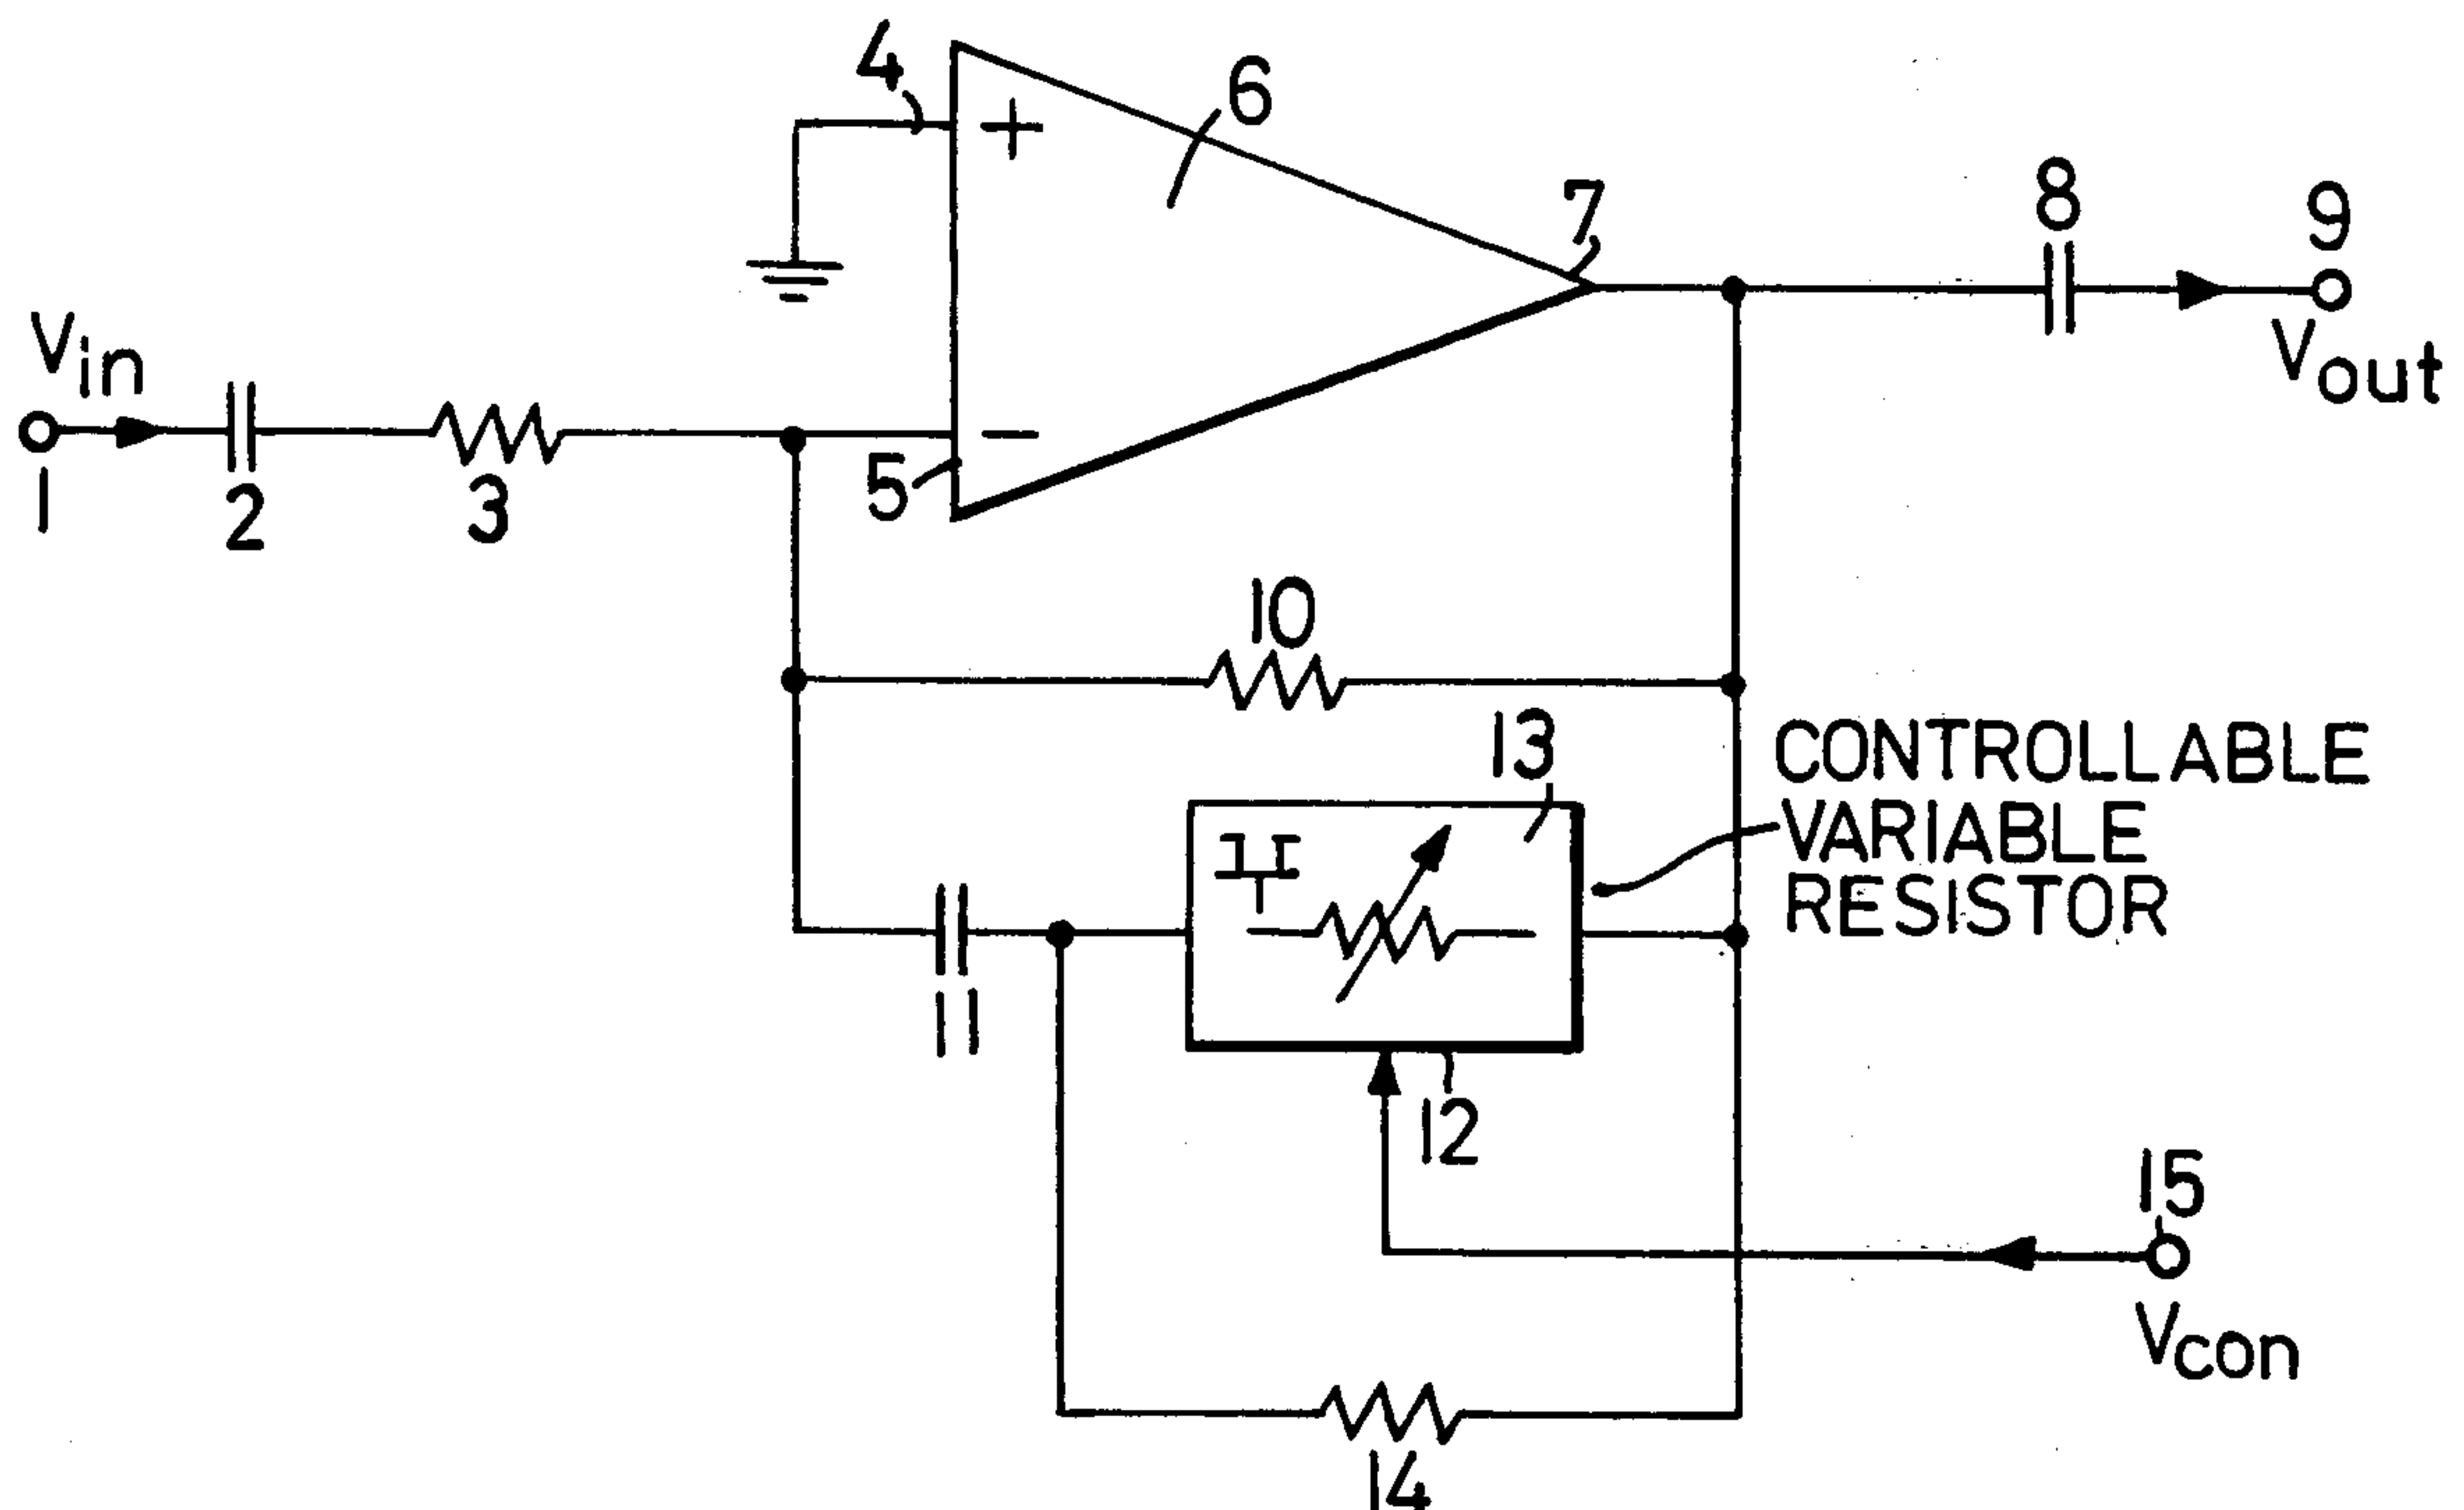 4
6
+
7
8
9
Vin
Vout
−
1
2
3
5
10
13
CONTROLLABLE
VARIABLE
RESISTOR
11
12
15
Vcon
14